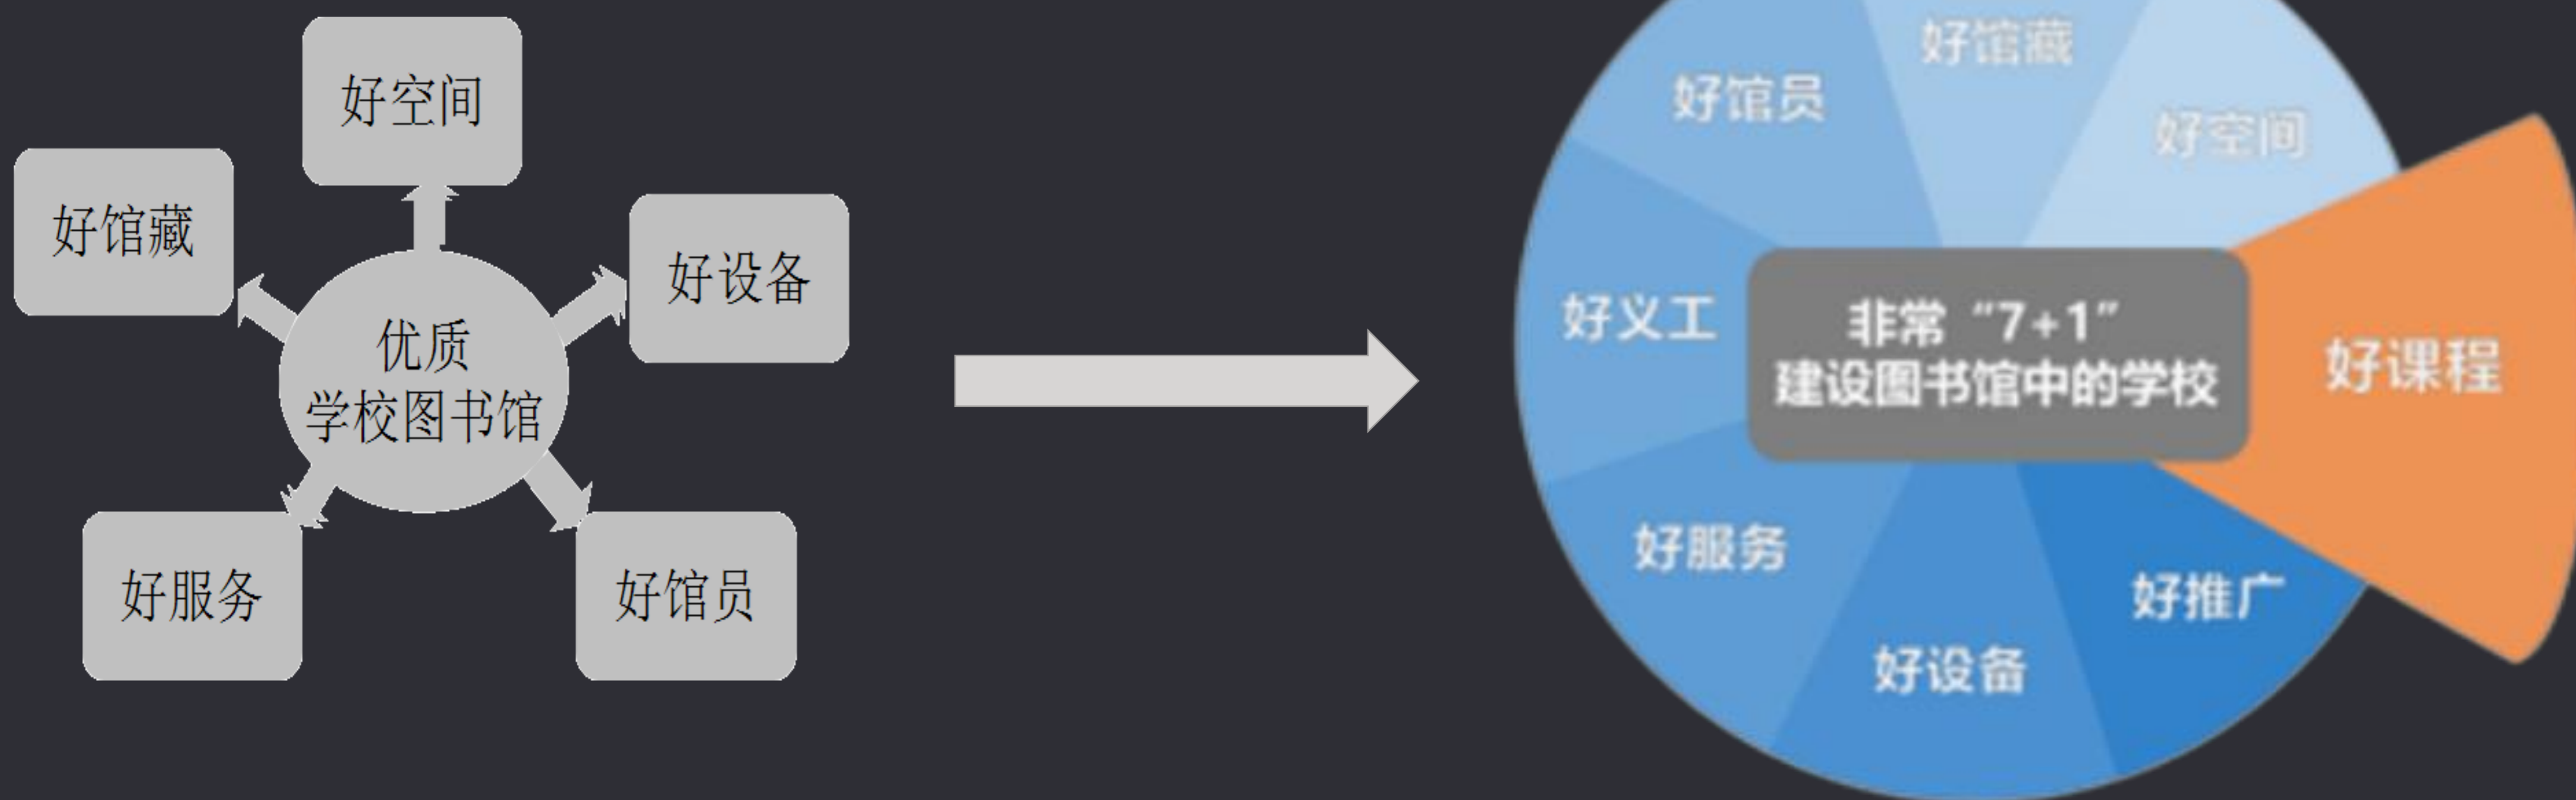 好空间
好馆藏
好设备
优质
学校图书馆
好服务
好馆员
好馆藏
好馆员
好空间
好义工
非常“7+1”
建设图书馆中的学校
好课程
好服务
好推广
好设备